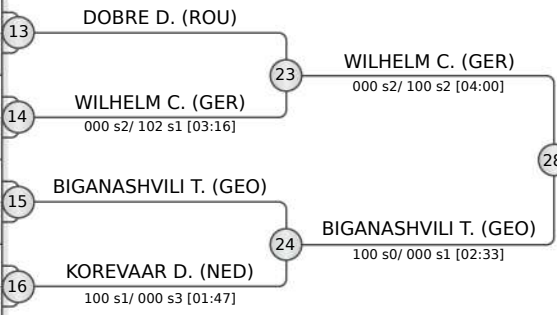 13
DOBRE D. (ROU)
23
WILHELM C. (GER)
000 s2/ 100 s2 [04:00]
14
WILHELM C. (GER)
000 s2/ 102 s1 [03:16]
28
15
BIGANASHVILI T. (GEO)
24
BIGANASHVILI T. (GEO)
100 s0/ 000 s1 [02:33]
16
KOREVAAR D. (NED)
100 s1/ 000 s3 [01:47]